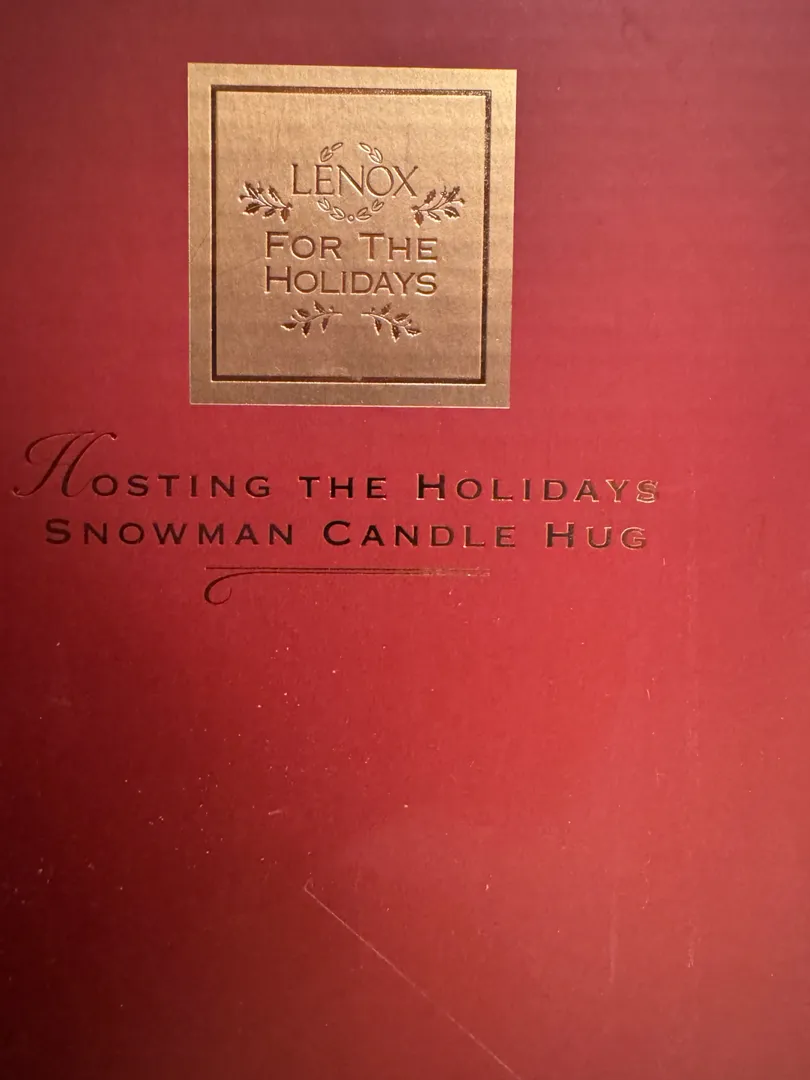 LENOX
FOR THE
HOLIDAYS
HOSTING THE HOLIDAYS
SNOWMAN CANDLE HUG